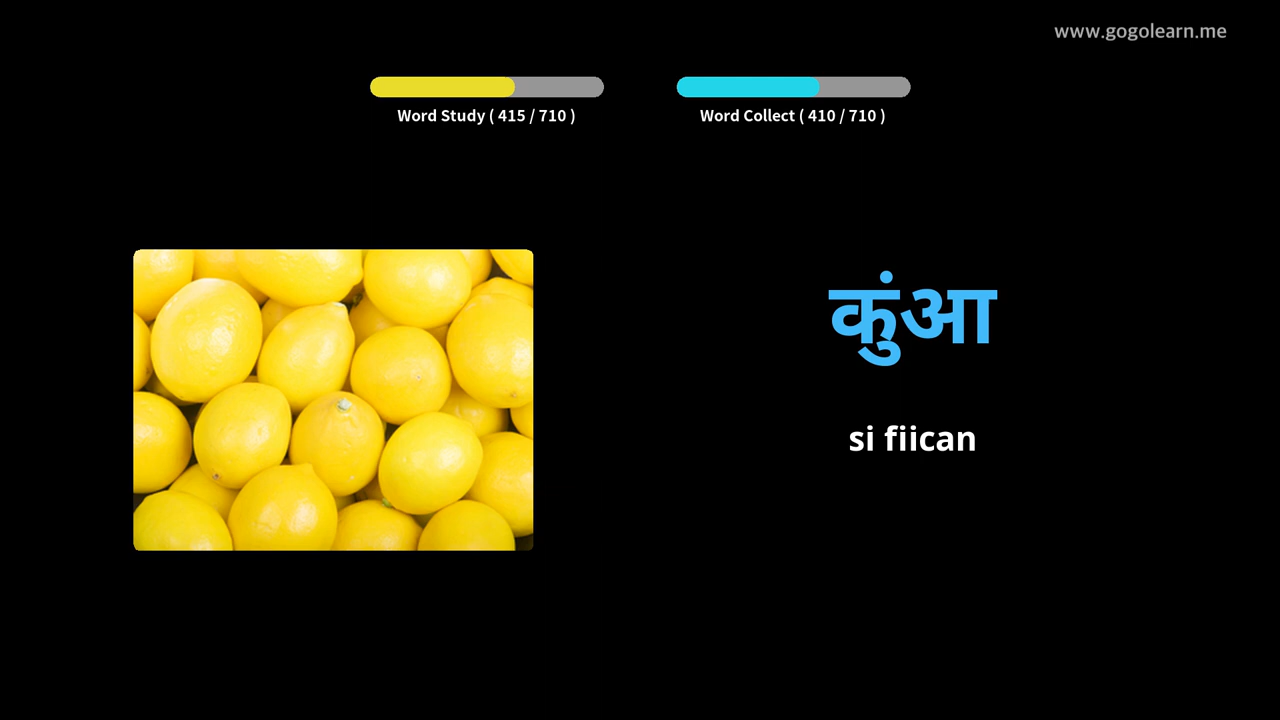 www.gogolearn.me
Word Study ( 415 / 710 )
Word Collect ( 410 / 710 )
कुंआ
si fiican